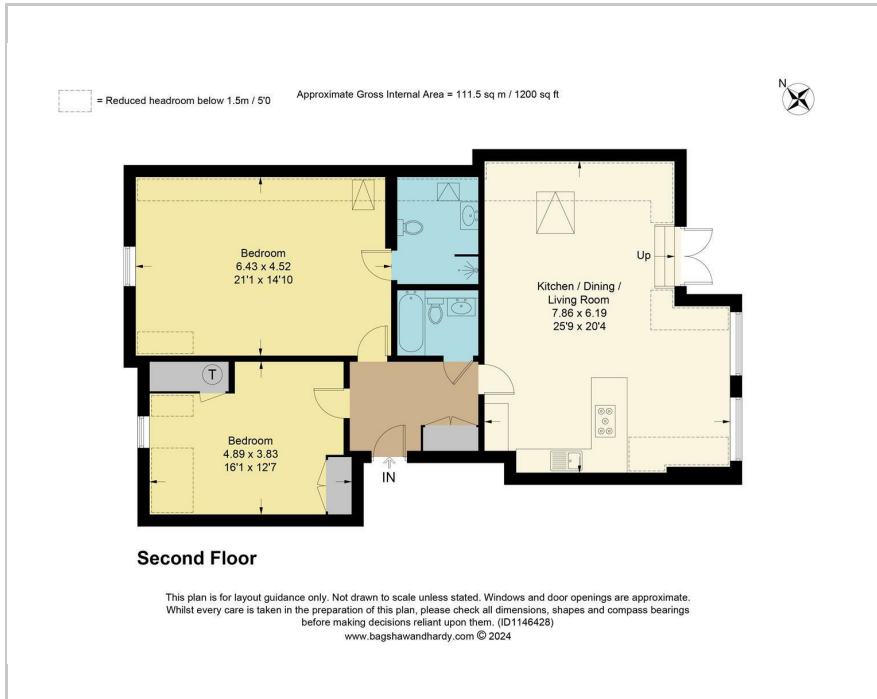 = Reduced headroom below 1.5m / 5'0
Approximate Gross Internal Area = 111.5 sq m / 1200 sq ft
N
Bedroom
6.43 x 4.52
21'1 x 14'10
Up
Kitchen / Dining /
Living Room
7.86 x 6.19
25'9 x 20'4
T
Bedroom
4.89 x 3.83
16'1 x 12'7
IN
Second Floor
This plan is for layout guidance only. Not drawn to scale unless stated. Windows and door openings are approximate.
Whilst every care is taken in the preparation of this plan, please check all dimensions, shapes and compass bearings
before making decisions reliant upon them. (ID1146428)
www.bagshawandhardy.com © 2024